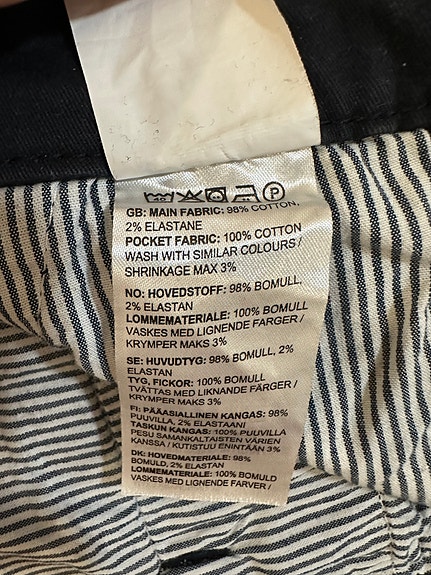 P
GB: MAIN FABRIC: 98% COTTON,
2% ELASTANE
POCKET FABRIC: 100% COTTON
WASH WITH SIMILAR COLOURS /
SHRINKAGE MAX 3%
NO: HOVEDSTOFF: 98% BOMULL,
2% ELASTAN
LOMMEMATERIALE: 100% BOMULL
VASKES MED LIGNENDE FARGER /
KRYMPER MAKS 3%
SE: HUVUDTYG: 98% BOMULL, 2%
ELASTAN
TYG, FICKOR: 100% BOMULL
TVÄTTAS MED LIKNANDE FÄRGER /
KRYMPER MAKS 3%
FI: PÄÄASIALLINEN KANGAS: 98%
PUUVILLA, 2% ELASTAANI
TASKUN KANGAS: 100% PUUVILLA
PESU SAMANKALTAISTEN VÄRIEN
KANSSA / KUTISTUU ENINTÄÄN 3%
DK: HOVEDMATERIALE: 98%
BOMULD, 2% ELASTAN
LOMMEMATERIALE: 100% BOMULD
VASKES MED LIGNENDE FARVER /